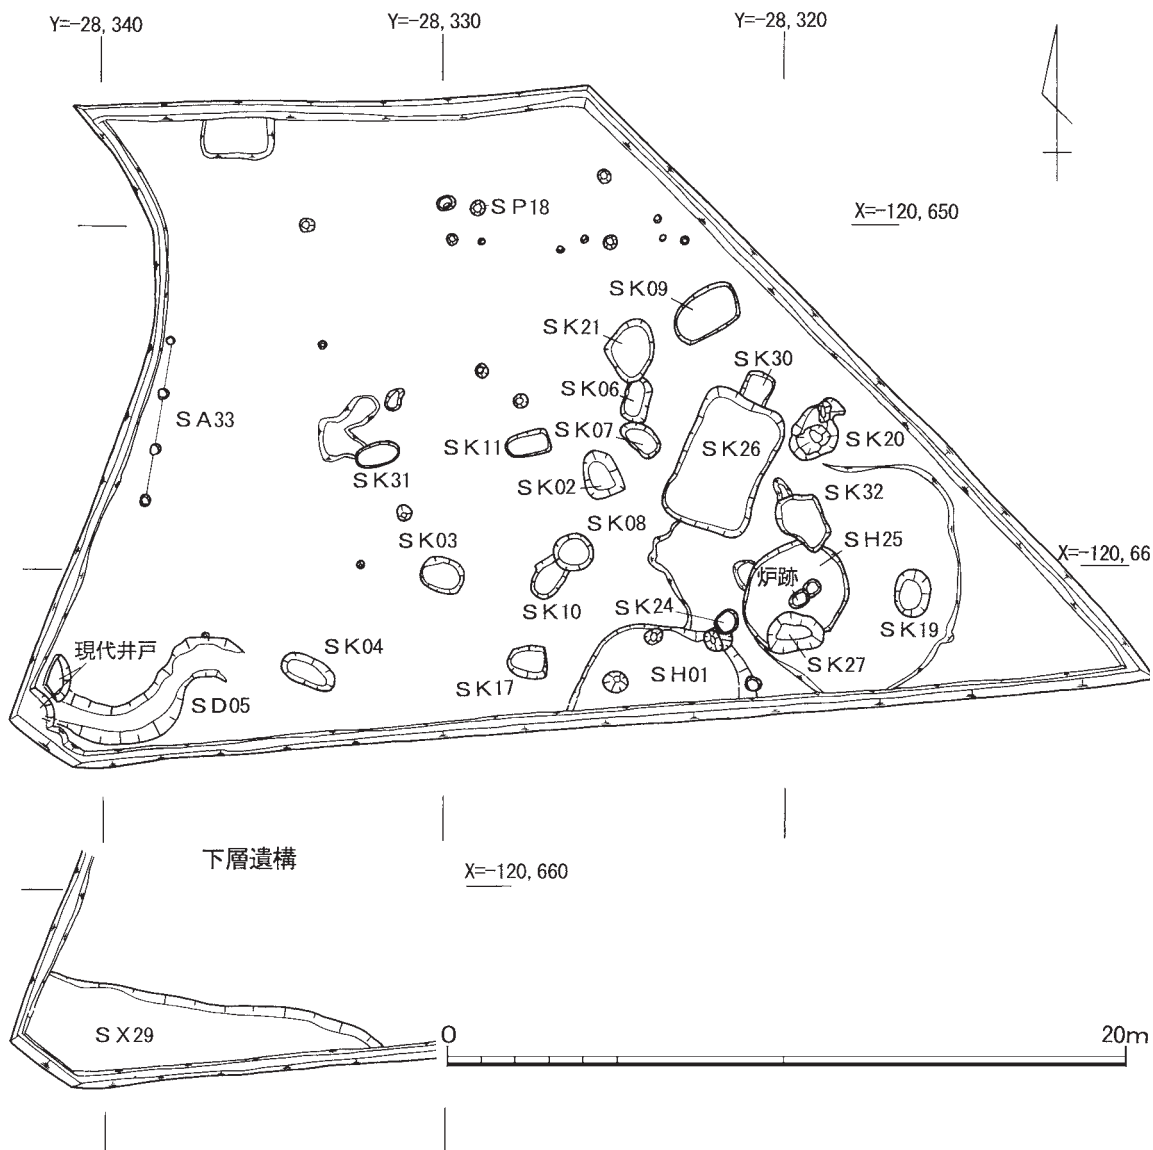 Y=-28,340
Y=-28,330
Y=-28,320
SP18
X=-120,650
SK09
SK21
SK30
SK06
SA33
SK11
SK07
SK26
SK20
SK31
SK02
SK32
SK08
SH25
SK03
X=-120,66
炉跡
SK10
SK24
SK19
現代井戸
SK04
SK27
SK17
SH01
SD05
下層遺構
X=-120,660
SX29
0
20m